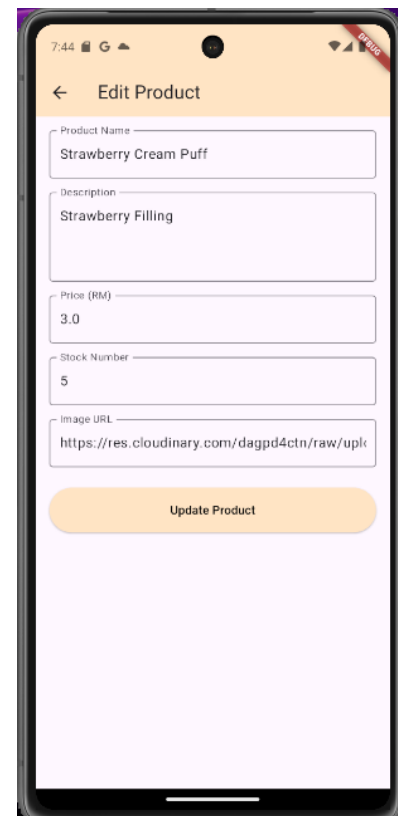 7:44 G
DEBUG
Edit Product
Product Name
Strawberry Cream Puff
Description
Strawberry Filling
Price (RM)
3.0
Stock Number
5
Image URL
https://res.cloudinary.com/dagpd4ctn/raw/uplo
Update Product